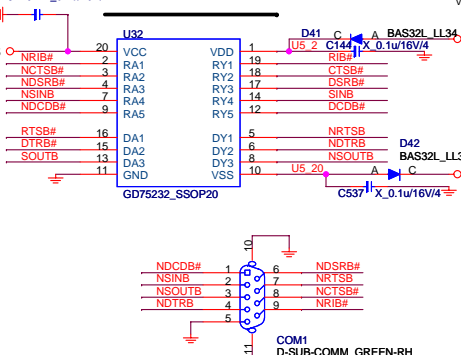 U32
D41 C A BAS32L_LL34
20 VCC VDD 1 U5_2 C144 X_0.1u/16V/4
NRIB# 2 RA1 RY1 19 RIB#
NCTSB# 3 RA2 RY2 18 CTSB#
NDSRB# 4 RA3 RY3 17 DSRB#
NSINB 7 RA4 RY4 14 SINB
NDCDB# 9 RA5 RY5 12 DCDB#
RTSB# 16 DA1 DY1 5 NRTSB
DTRB# 15 DA2 DY2 6 NDTRB D42
SOUTB 13 DA3 DY3 8 NSOUTB BAS32L_LL3
11 GND VSS 10 U5_20 A C
GD75232_SSOP20 C537 X_0.1u/16V/4
10
NDCDB# 1 6 NDSRB#
NSINB 2 7 NRTSB
NSOUTB 3 8 NCTSB#
NDTRB 4 9 NRIB#
5
11
COM1
D-SUB-COMM_GREEN-RH